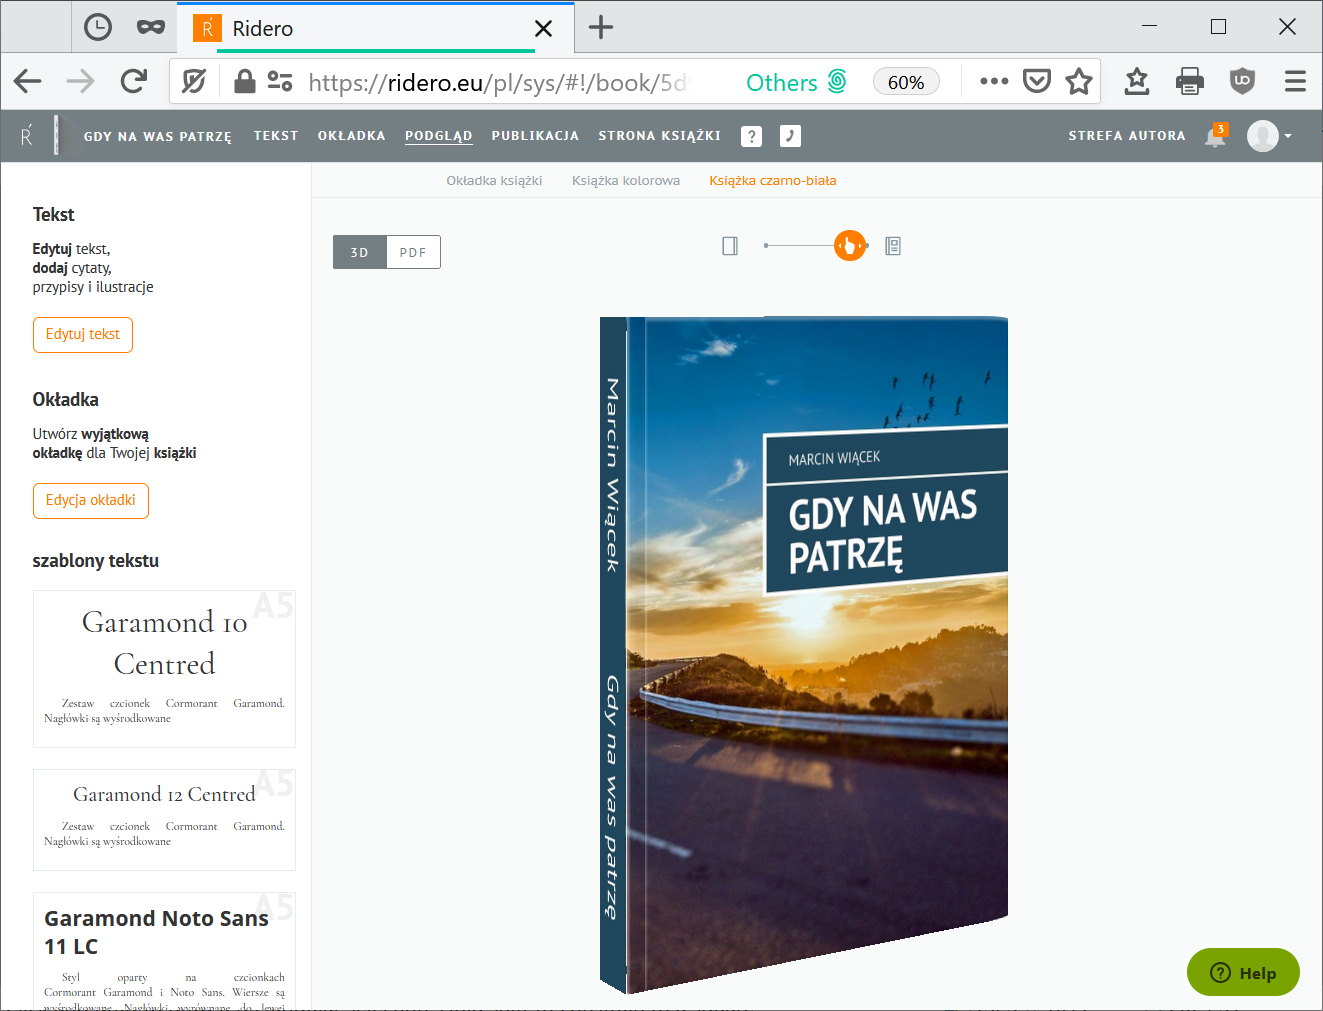 Ŕ Ridero
https://ridero.eu/pl/sys/#!/book/5d
Others
60%
Ŕ
GDY NA WAS PATRZĘ
TEKST
OKŁADKA
PODGLĄD
PUBLIKACJA
STRONA KSIĄŻKI
?
STREFA AUTORA
3
Okładka książki
Książka kolorowa
Książka czarno-biała
3D
PDF
Tekst
Edytuj tekst,
dodaj cytaty,
przypisy i ilustracje
Edytuj tekst
Okładka
Utwórz wyjątkową
okładkę dla Twojej książki
Edycja okładki
szablony tekstu
A5
Garamond 10
Centred
Zestaw czcionek Cormorant Garamond.
Nagłówki są wyśrodkowane
A5
Garamond 12 Centred
Zestaw czcionek Cormorant Garamond.
Nagłówki są wyśrodkowane
A5
Garamond Noto Sans
11 LC
Styl oparty na czcionkach
Cormorant Garamond i Noto Sans. Wiersze są
wyśrodkowane. Nagłówki wyrównane do lewej
Marcin Wiącek
Gdy na was patrzę
MARCIN WIĄCEK
GDY NA WAS
PATRZĘ
? Help